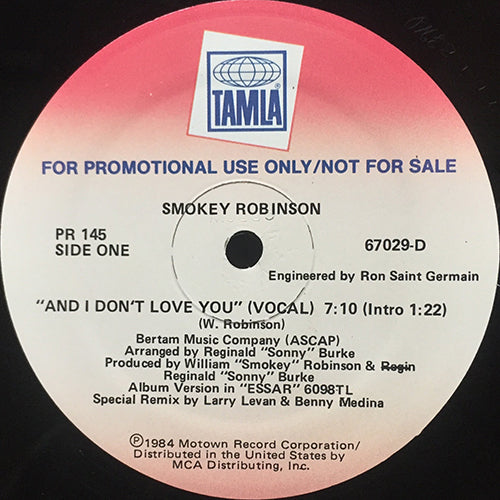 TAMLA®
FOR PROMOTIONAL USE ONLY/NOT FOR SALE
SMOKEY ROBINSON
PR 145
SIDE ONE
67029-D
Engineered by Ron Saint Germain
"AND I DON'T LOVE YOU" (VOCAL) 7:10 (Intro 1:22)
(W. Robinson)
Bertam Music Company (ASCAP)
Arranged by Reginald "Sonny" Burke
Produced by William "Smokey" Robinson & Regin
Reginald "Sonny" Burke
Album Version in "ESSAR" 6098TL
Special Remix by Larry Levan & Benny Medina
Ⓟ1984 Motown Record Corporation/
Distributed in the United States by
MCA Distributing, Inc.